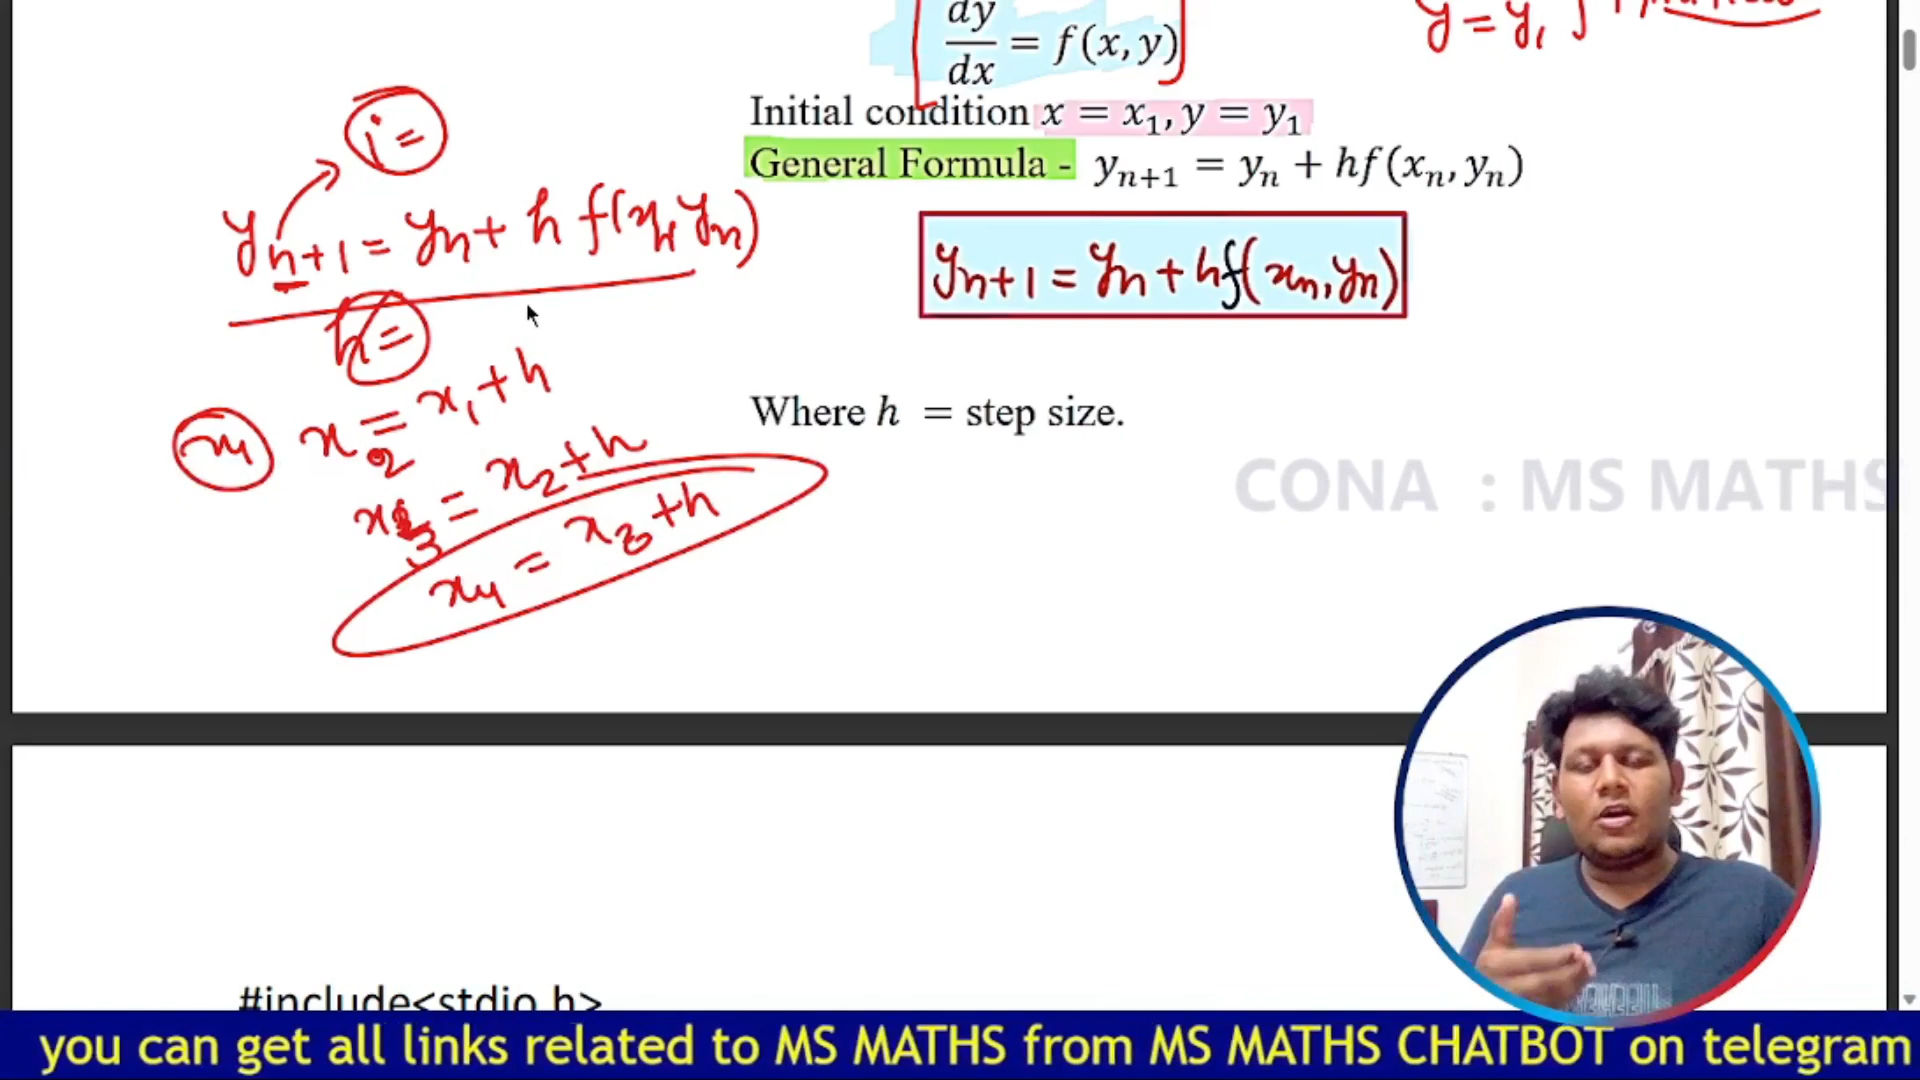 dy/dx = f(x, y)
y = y₁ }
Initial condition x = x₁, y = y₁
General Formula - yₙ₊₁ = yₙ + hf(xₙ, yₙ)
i =
yₙ₊₁ = yₙ + h f(xₙ, yₙ)
yₙ₊₁ = yₙ + hf(xₙ, yₙ)
h =
x₂ = x₁ + h
Where h = step size.
x₃ = x₂ + h
x₄ = x₃ + h
CONA : MS MATHS
#include<stdio.h>
you can get all links related to MS MATHS from MS MATHS CHATBOT on telegram